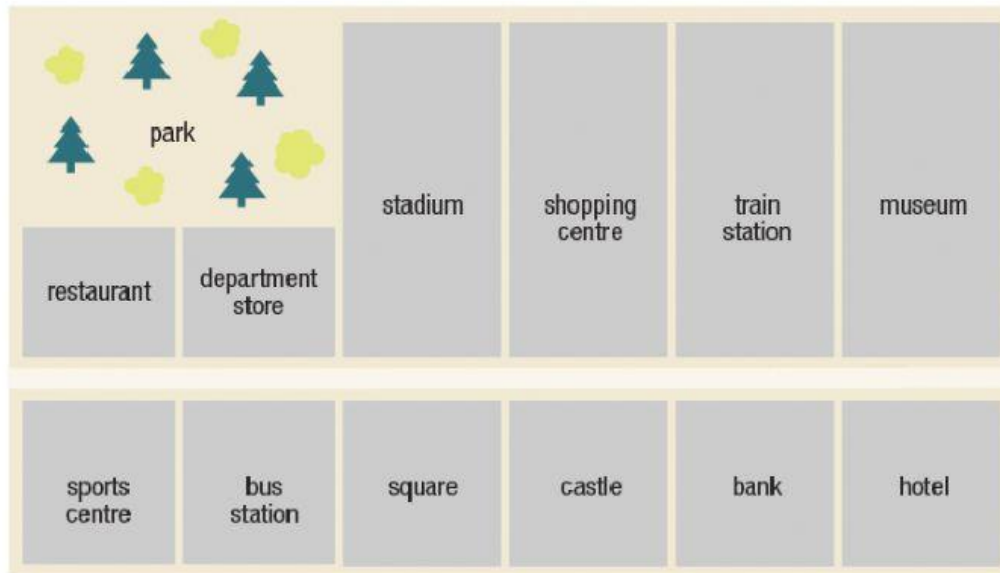 park
stadium
shopping
centre
train
station
museum
restaurant
department
store
sports
centre
bus
station
square
castle
bank
hotel